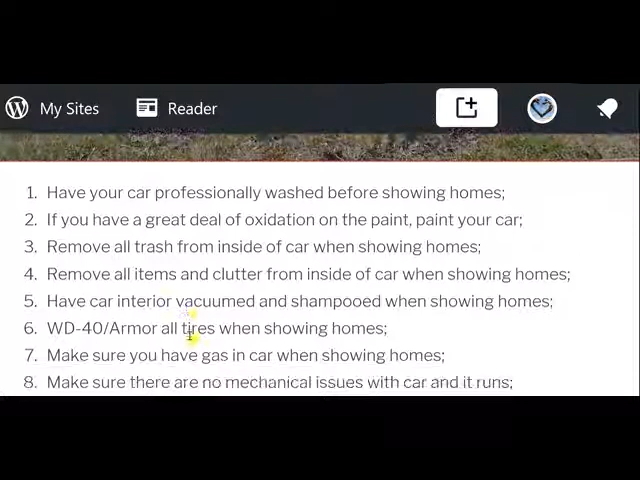 My Sites
Reader
1. Have your car professionally washed before showing homes;
2. If you have a great deal of oxidation on the paint, paint your car;
3. Remove all trash from inside of car when showing homes;
4. Remove all items and clutter from inside of car when showing homes;
5. Have car interior vacuumed and shampooed when showing homes;
6. WD-40/Armor all tires when showing homes;
7. Make sure you have gas in car when showing homes;
8. Make sure there are no mechanical issues with car and it runs;